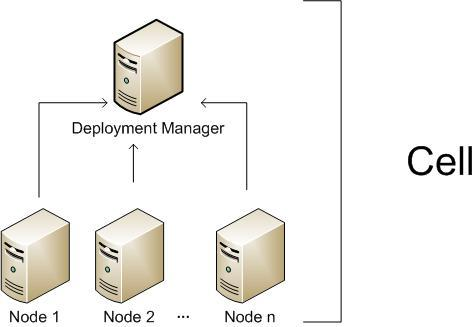 Deployment Manager
Cell
Node 1 Node 2 ... Node n